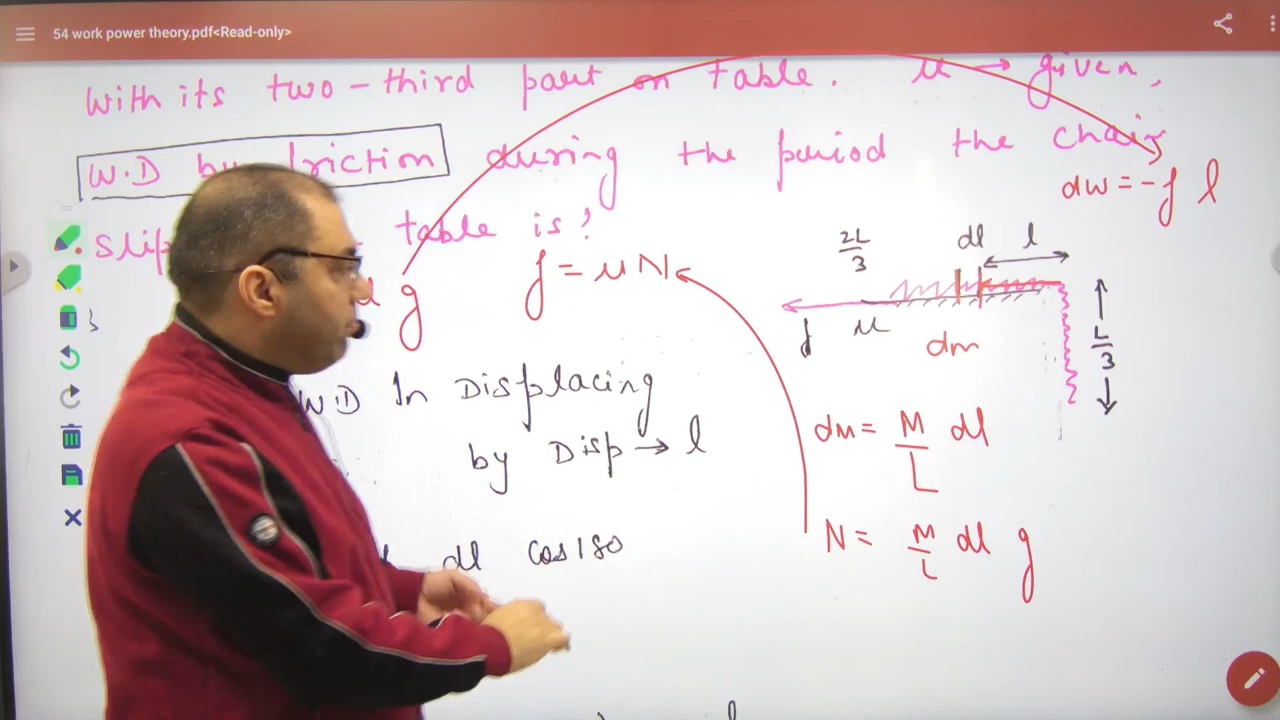 54 work power theory.pdf<Read-only>
With its two-third part on table. μ → given,
W.D by friction during the period the chain
dw = -f l
table is?
f = μN
g
2L/3
dl l
f μ
dm
L/3
W.D In Displacing
by Disp → l
dm = M/L dl
N = M/L dl g
dl cos180